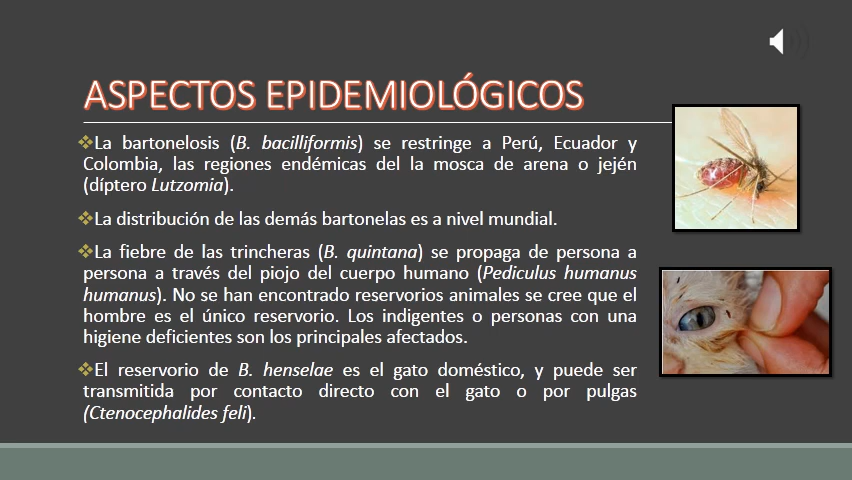 ASPECTOS EPIDEMIOLÓGICOS
❖La bartonelosis (B. bacilliformis) se restringe a Perú, Ecuador y
Colombia, las regiones endémicas del la mosca de arena o jején
(díptero Lutzomia).
❖La distribución de las demás bartonelas es a nivel mundial.
❖La fiebre de las trincheras (B. quintana) se propaga de persona a
persona a través del piojo del cuerpo humano (Pediculus humanus
humanus). No se han encontrado reservorios animales se cree que el
hombre es el único reservorio. Los indigentes o personas con una
higiene deficientes son los principales afectados.
❖El reservorio de B. henselae es el gato doméstico, y puede ser
transmitida por contacto directo con el gato o por pulgas
(Ctenocephalides feli).